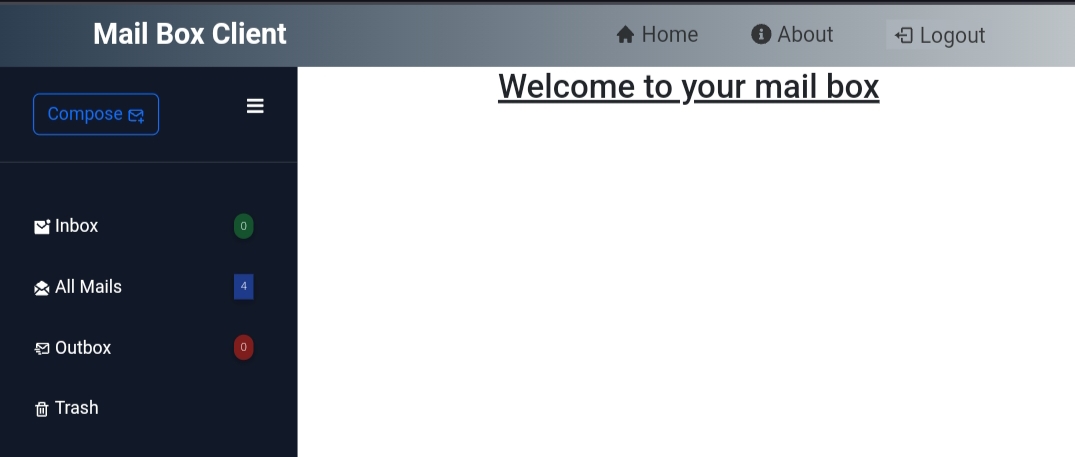 Mail Box Client
Home
About
Logout
Compose
Welcome to your mail box
Inbox 0
All Mails 4
Outbox 0
Trash